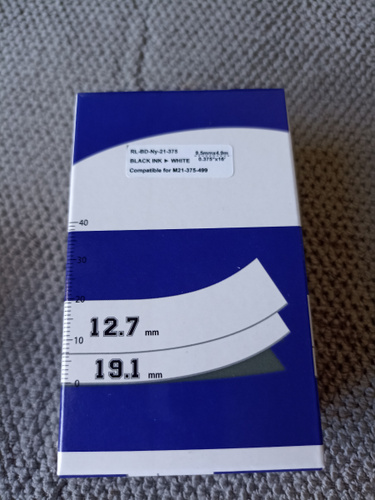 RL-BD-Ny-21-375
9.5mmx4.9m
BLACK INK ► WHITE
0.375"x16'
Compatible for M21-375-499
40
30
20
12.7 mm
10
19.1 mm
0